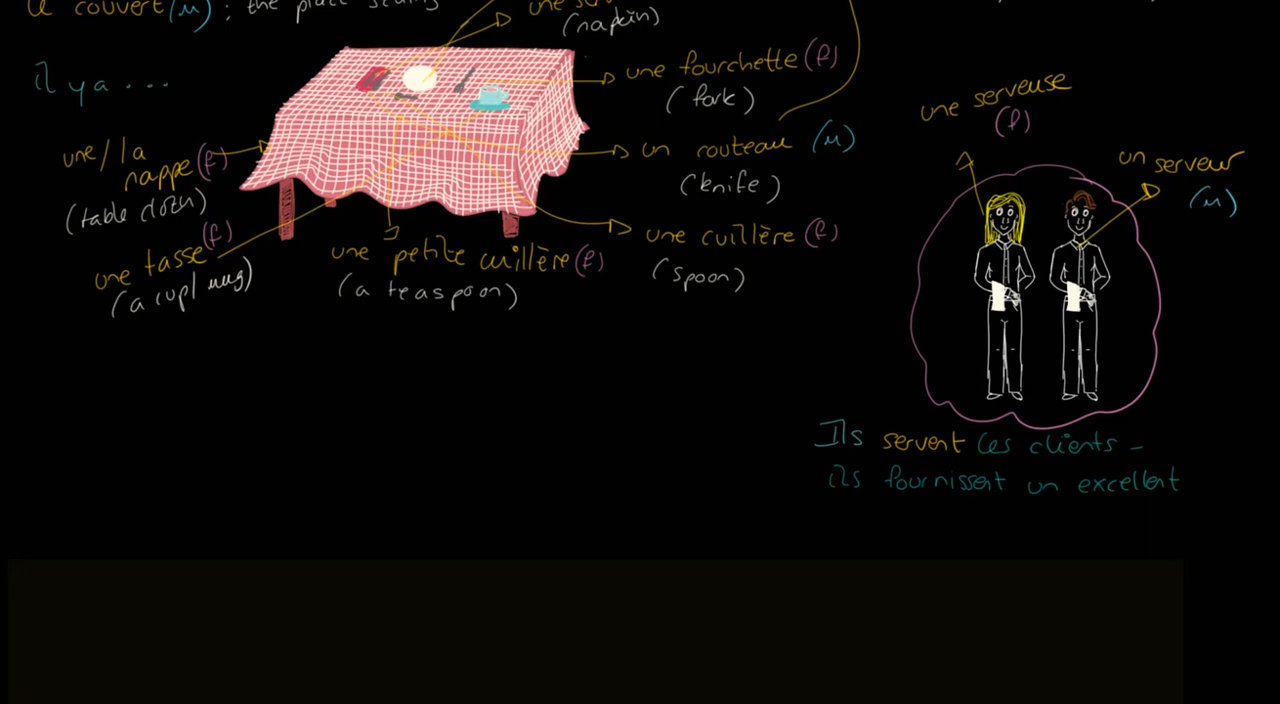 le couvert (m) : the place setting
une ser
(napkin)
il y a . . .
une fourchette (f)
(fork)
une serveuse
(f)
une / la
nappe (f)
(table cloth)
un couteau (m)
(knife)
un serveur
(m)
une tasse (f)
(a cup / mug)
une petite cuillère (f)
(a teaspoon)
une cuillère (f)
(spoon)
Ils servent les clients -
ils fournissent un excellent